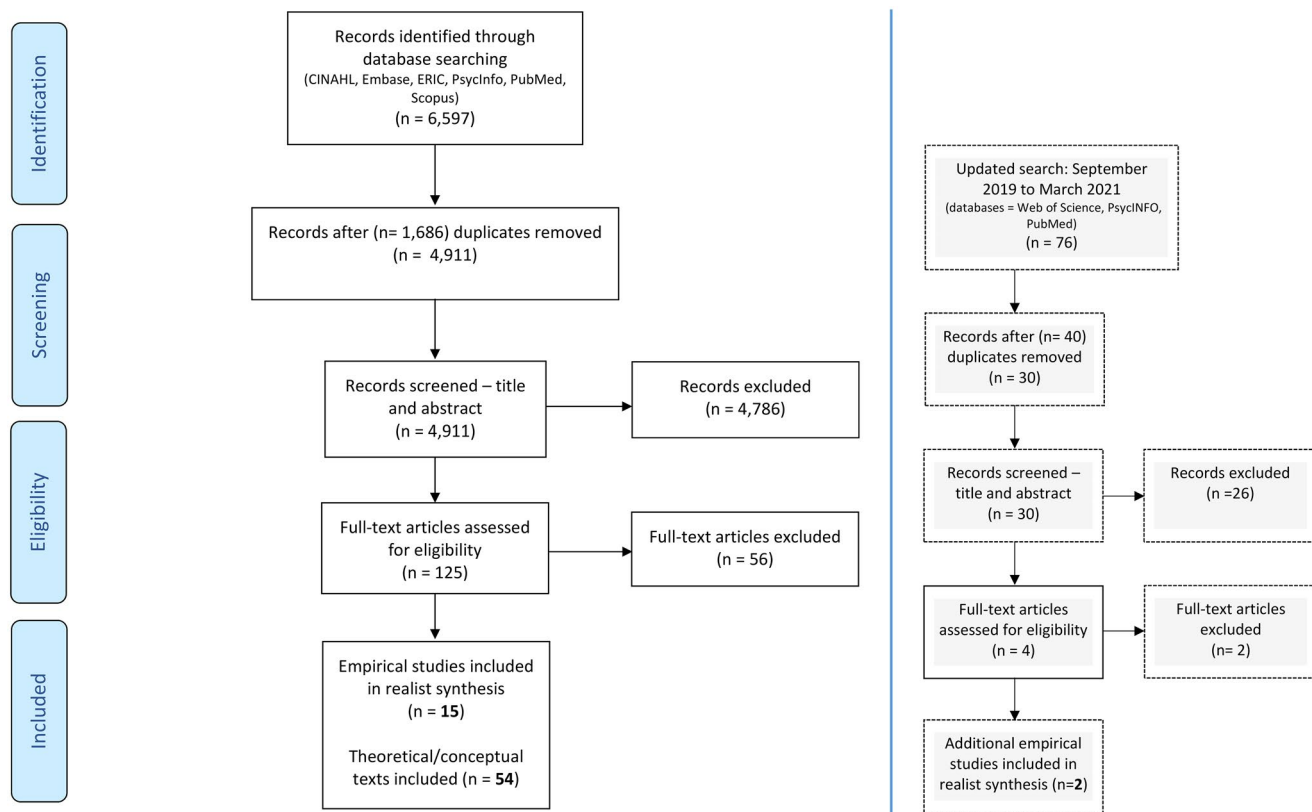 Identification
Screening
Eligibility
Included
Records identified through
database searching
(CINAHL, Embase, ERIC, PsycInfo, PubMed,
Scopus)
(n = 6,597)
Records after (n= 1,686) duplicates removed
(n = 4,911)
Records screened – title
and abstract
(n = 4,911)
Records excluded
(n = 4,786)
Full-text articles assessed
for eligibility
(n = 125)
Full-text articles excluded
(n = 56)
Empirical studies included
in realist synthesis
(n = 15)
Theoretical/conceptual
texts included (n = 54)
Updated search: September
2019 to March 2021
(databases = Web of Science, PsycINFO,
PubMed)
(n = 76)
Records after (n= 40)
duplicates removed
(n = 30)
Records screened –
title and abstract
(n = 30)
Records excluded
(n =26)
Full-text articles
assessed for eligibility
(n = 4)
Full-text articles
excluded
(n= 2)
Additional empirical
studies included in
realist synthesis (n=2)